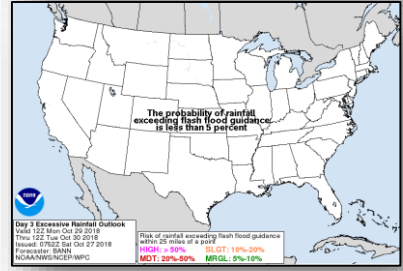 The probability of rainfall
exceeding flash flood guidance
is less than 5 percent
noaa
Day 3 Excessive Rainfall Outlook
Valid 12Z Mon Oct 29 2018
Thru 12Z Tue Oct 30 2018
Issued: 0752Z Sat Oct 27 2018
Forecaster: BANN
NOAA/NWS/NCEP/WPC
Risk of rainfall exceeding flash flood guidance
within 25 miles of a point
HIGH: > 50% SLGT: 10%-20%
MDT: 20%-50% MRGL: 5%-10%